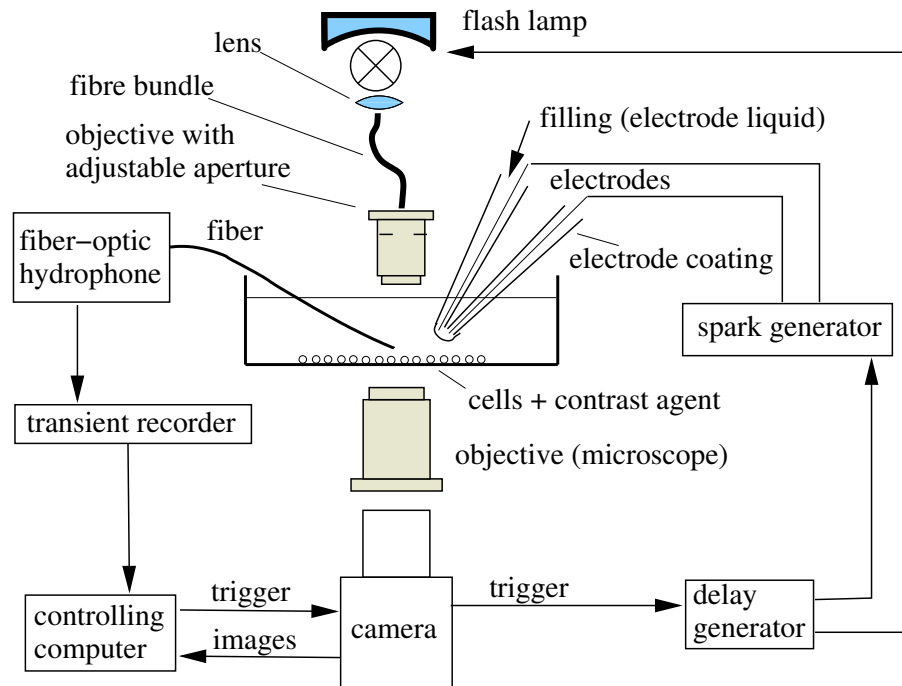 flash lamp
lens
fibre bundle
filling (electrode liquid)
objective with
adjustable aperture
electrodes
fiber
fiber−optic
hydrophone
electrode coating
spark generator
cells + contrast agent
transient recorder
objective (microscope)
trigger
trigger
controlling
computer
images
camera
delay
generator